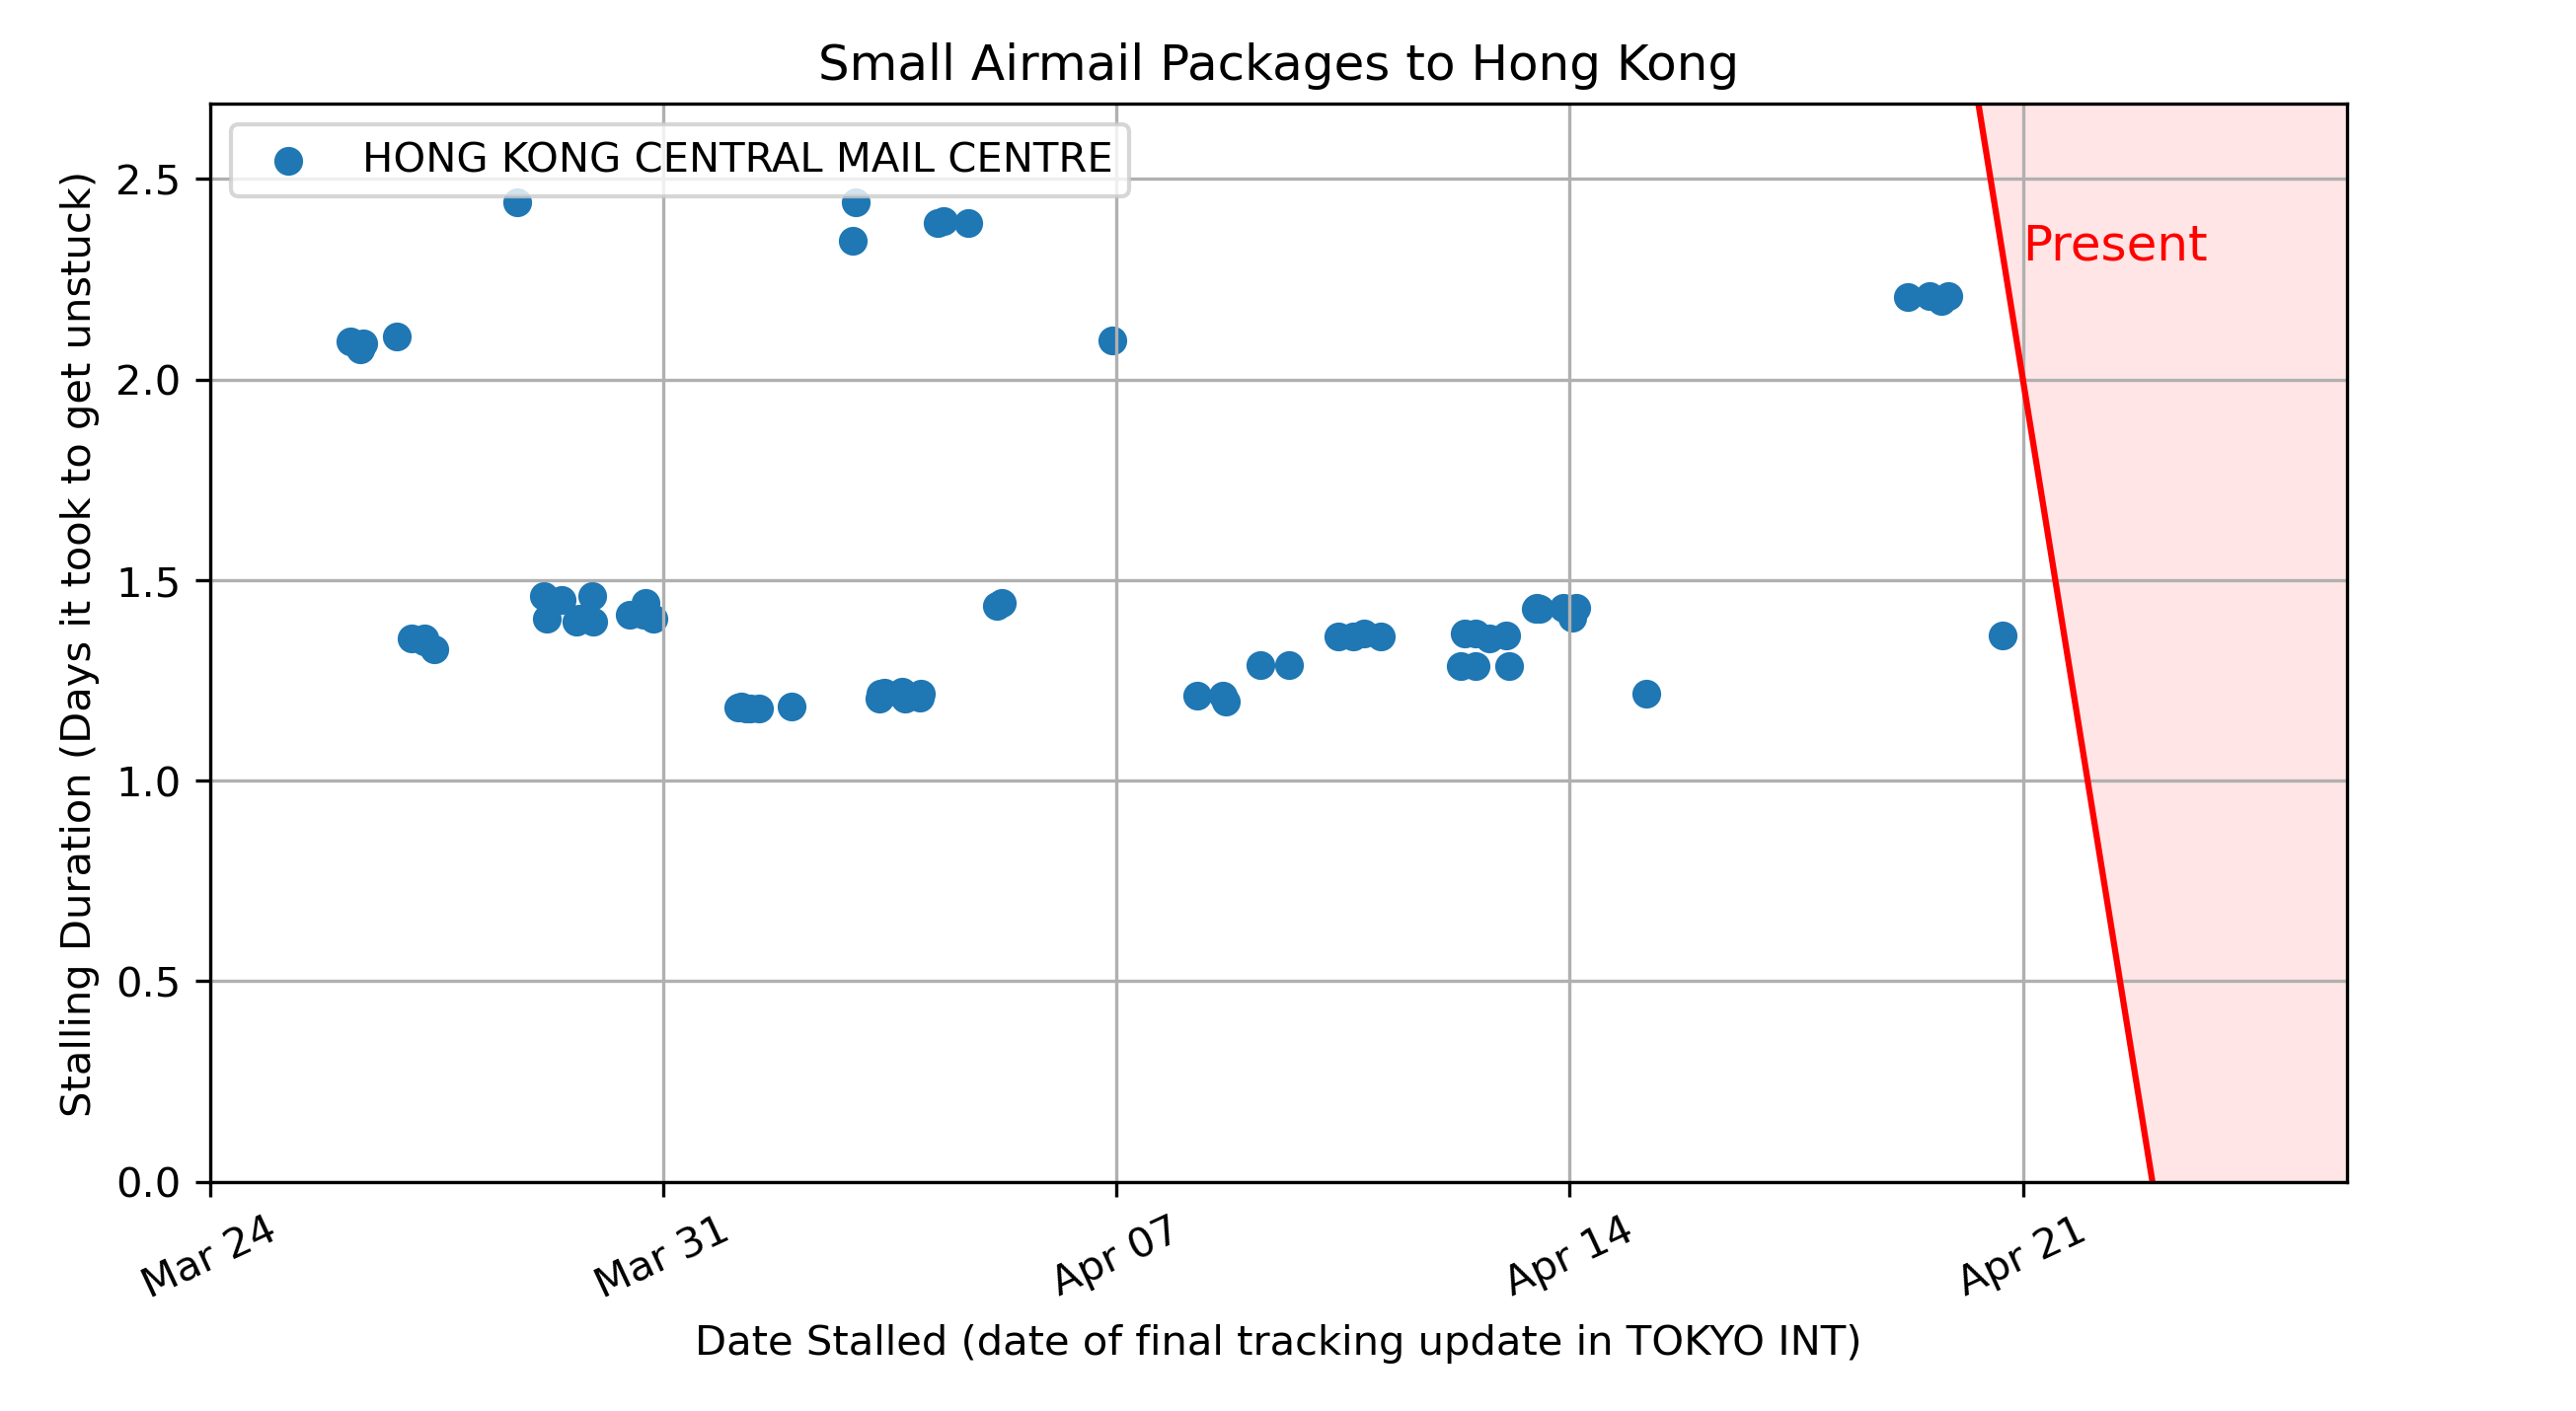 Small Airmail Packages to Hong Kong
HONG KONG CENTRAL MAIL CENTRE
Present
Stalling Duration (Days it took to get unstuck)
2.5
2.0
1.5
1.0
0.5
0.0
Mar 24
Mar 31
Apr 07
Apr 14
Apr 21
Date Stalled (date of final tracking update in TOKYO INT)